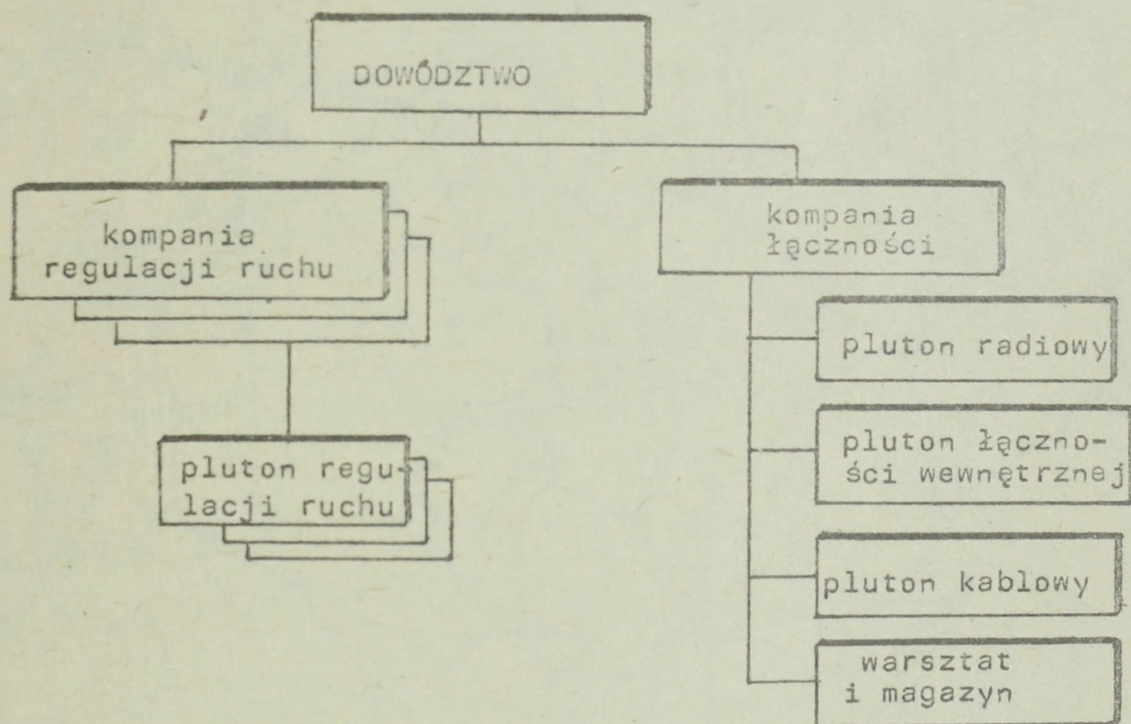 DOWÓDZTWO
kompania
regulacji ruchu
pluton regu-
lacji ruchu
kompania
łączności
pluton radiowy
pluton łączno-
ści wewnętrznej
pluton kablowy
warsztat
i magazyn